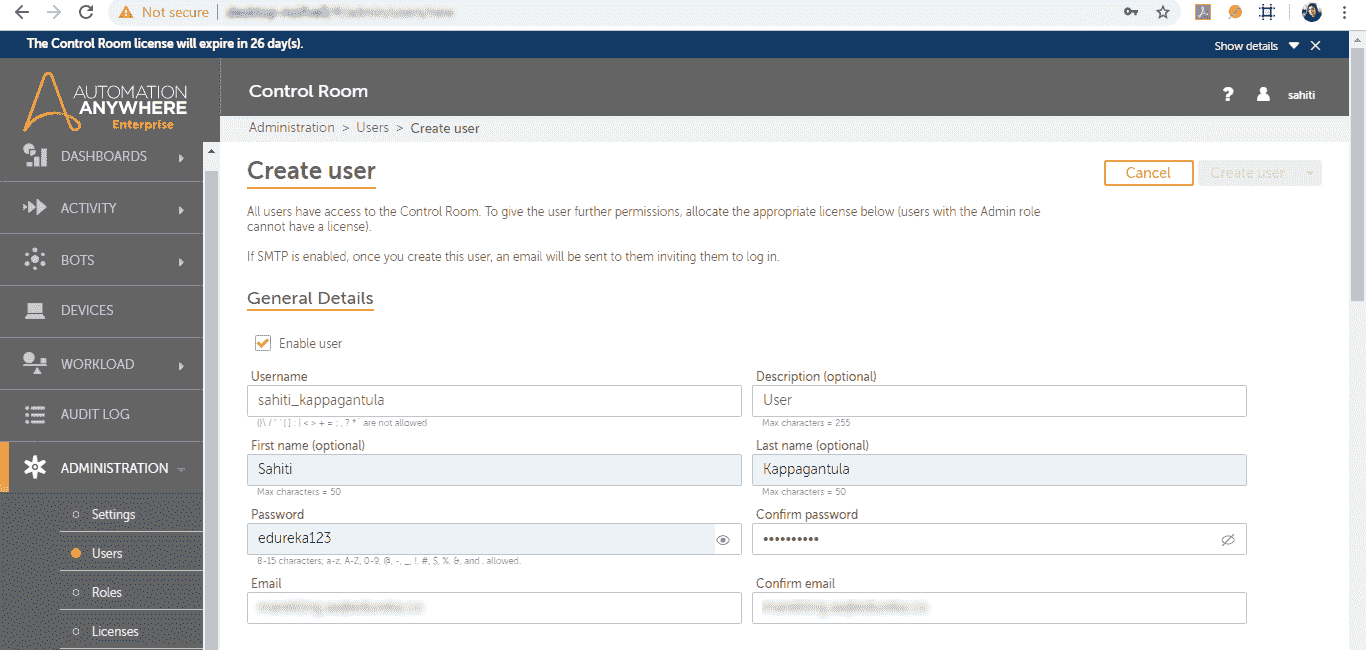 Not secure
The Control Room license will expire in 26 day(s).
Show details
AUTOMATION
ANYWHERE
Enterprise
Control Room
sahiti
Administration > Users > Create user
DASHBOARDS
ACTIVITY
BOTS
DEVICES
WORKLOAD
AUDIT LOG
ADMINISTRATION
Settings
Users
Roles
Licenses
Create user
Cancel
Create user
All users have access to the Control Room. To give the user further permissions, allocate the appropriate license below (users with the Admin role
cannot have a license).
If SMTP is enabled, once you create this user, an email will be sent to them inviting them to log in.
General Details
Enable user
Username
Description (optional)
sahiti_kappagantula
User
are not allowed
Max characters = 255
First name (optional)
Last name (optional)
Sahiti
Kappagantula
Max characters = 50
Max characters = 50
Password
Confirm password
edureka123
••••••••••
8-15 characters; a-z, A-Z, 0-9, @, -, _, !, #, $, %, &, and . allowed.
Email
Confirm email